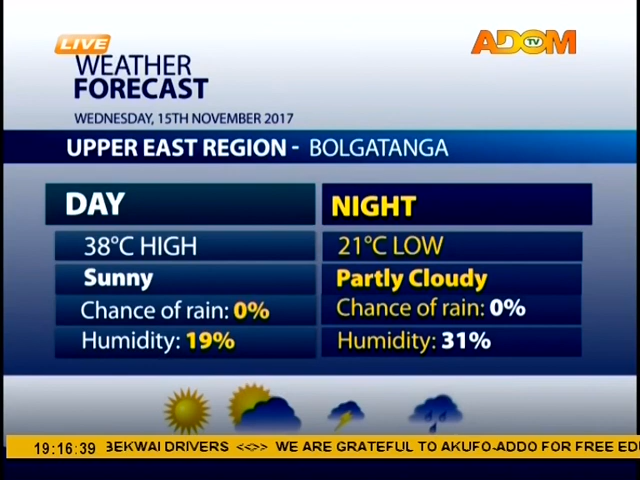 LIVE
ADOM TV
WEATHER
FORECAST
WEDNESDAY, 15TH NOVEMBER 2017
UPPER EAST REGION - BOLGATANGA
DAY
38°C HIGH
Sunny
Chance of rain: 0%
Humidity: 19%
NIGHT
21°C LOW
Partly Cloudy
Chance of rain: 0%
Humidity: 31%
19:16:39 BEKWAI DRIVERS <<>> WE ARE GRATEFUL TO AKUFO-ADDO FOR FREE EDU